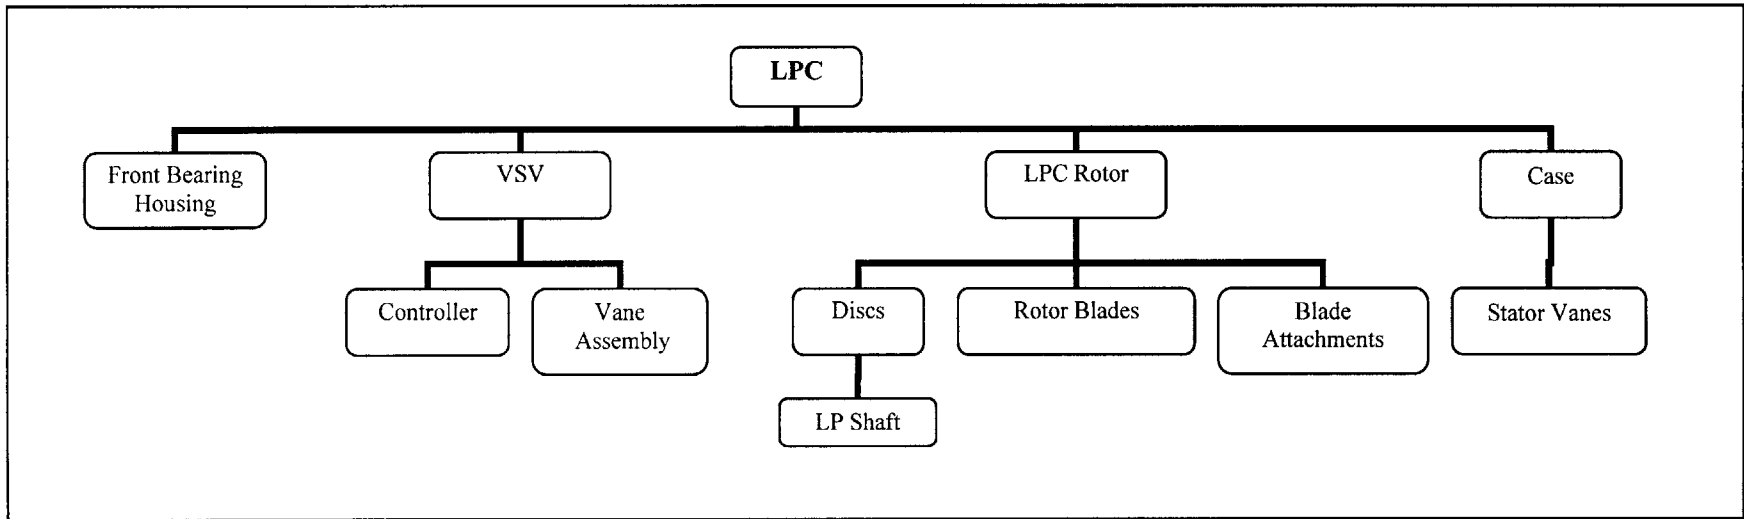 LPC
Front Bearing
Housing
VSV
LPC Rotor
Case
Controller
Vane
Assembly
Discs
Rotor Blades
Blade
Attachments
Stator Vanes
LP Shaft